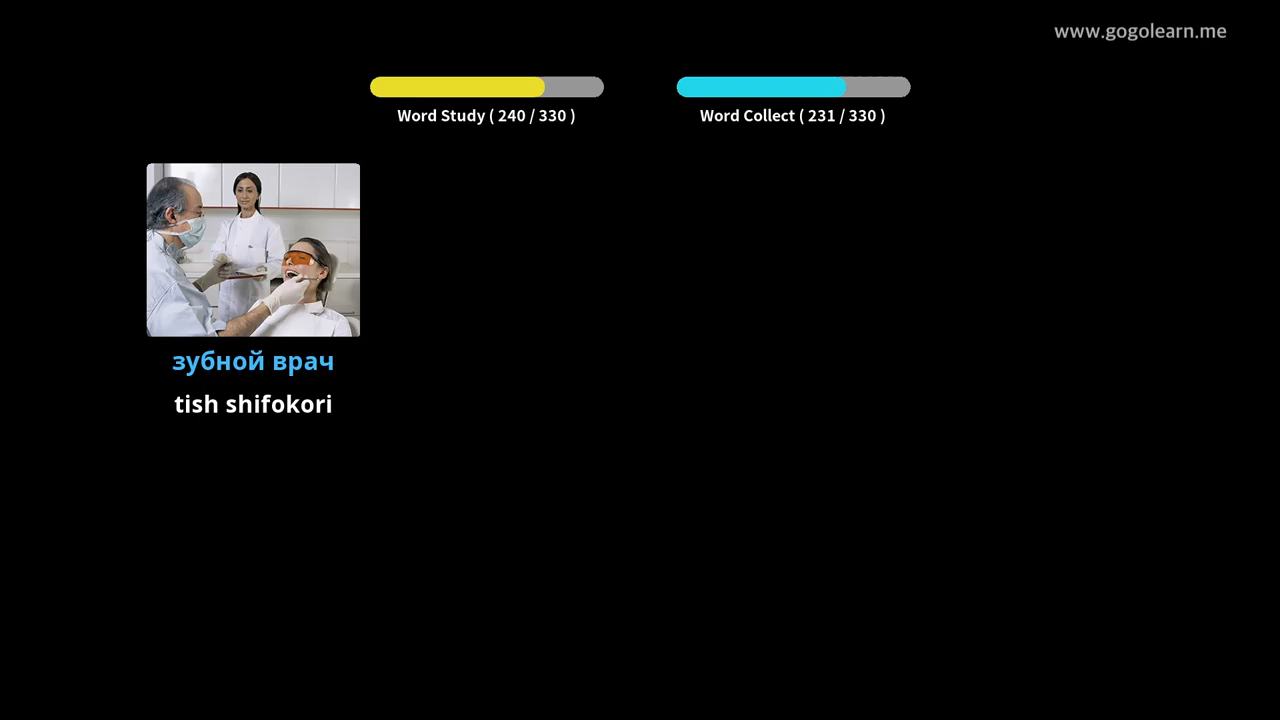 www.gogolearn.me
Word Study ( 240 / 330 )
Word Collect ( 231 / 330 )
зубной врач
tish shifokori